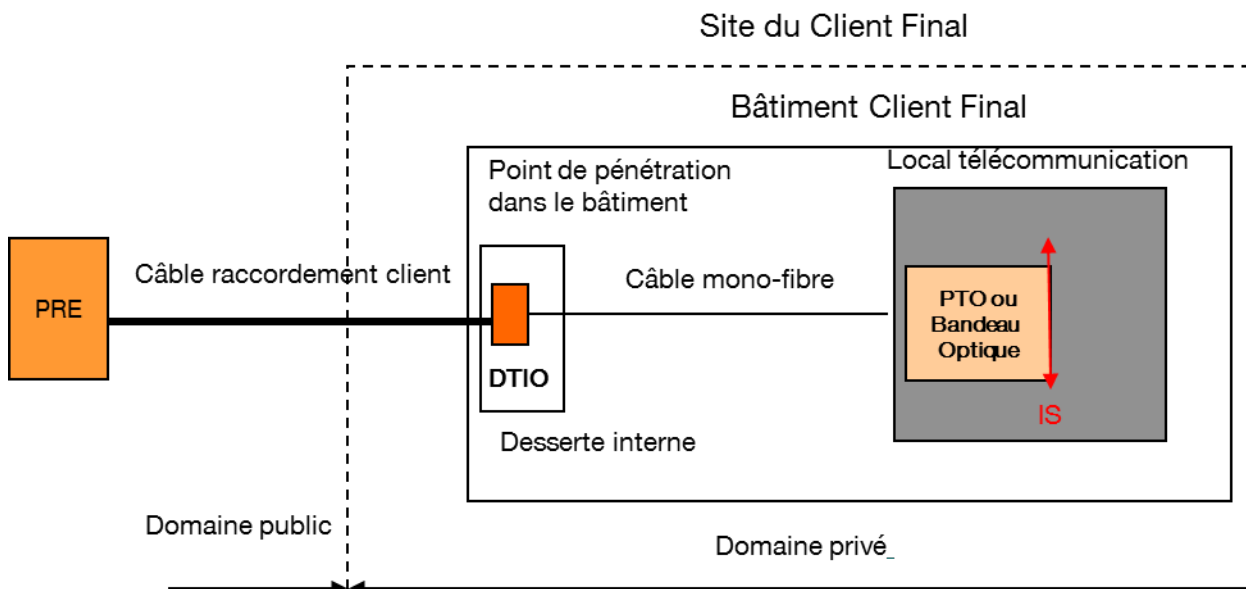 Site du Client Final
Bâtiment Client Final
Point de pénétration
dans le bâtiment
Local télécommunication
Câble raccordement client
Câble mono-fibre
PRE
PTO ou
Bandeau
Optique
DTIO
IS
Desserte interne
Domaine public
Domaine privé